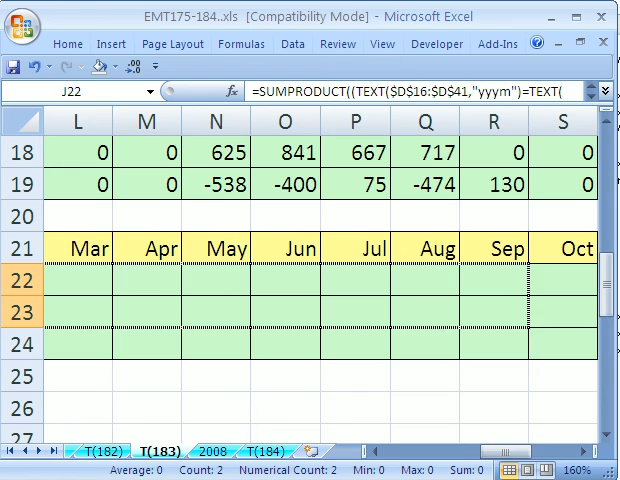 EMT175-184..xls [Compatibility Mode] - Microsoft Excel
Home Insert Page Layout Formulas Data Review View Developer Add-Ins
J22 fx =SUMPRODUCT((TEXT($D$16:$D$41,"yyym")=TEXT(
L M N O P Q R S
18 0 0 625 841 667 717 0 0
19 0 0 -538 -400 75 -474 130 0
20
21 Mar Apr May Jun Jul Aug Sep Oct
22
23
24
25
26
27
T(182) T(183) 2008 T(184)
Average: 0 Count: 2 Numerical Count: 2 Min: 0 Max: 0 Sum: 0 160%